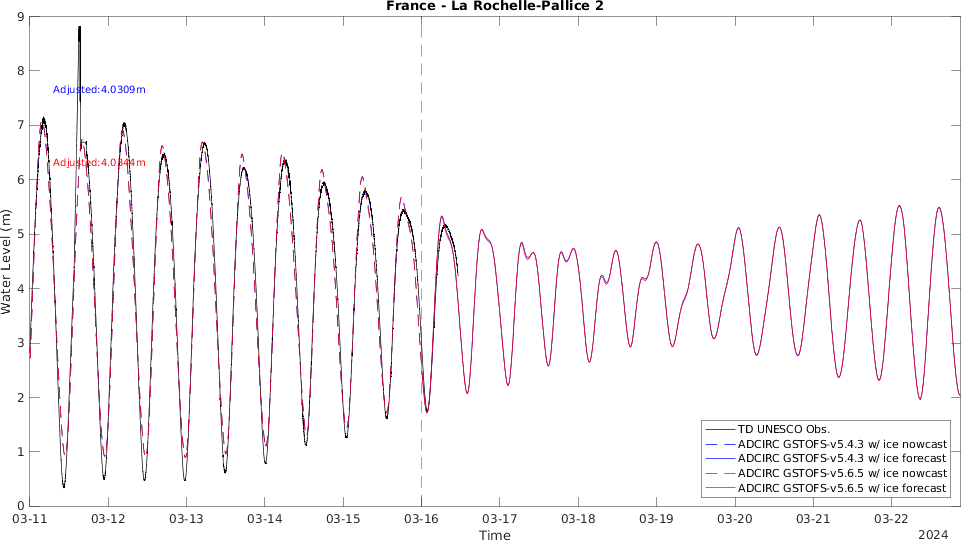 France - La Rochelle-Pallice 2
Water Level (m)
9
8
7
6
5
4
3
2
1
0
Adjusted:4.0309m
Adjusted:4.0344m
TD UNESCO Obs.
ADCIRC GSTOFS-v5.4.3 w/ ice nowcast
ADCIRC GSTOFS-v5.4.3 w/ ice forecast
ADCIRC GSTOFS-v5.6.5 w/ ice nowcast
ADCIRC GSTOFS-v5.6.5 w/ ice forecast
03-11 03-12 03-13 03-14 03-15 03-16 03-17 03-18 03-19 03-20 03-21 03-22
Time
2024